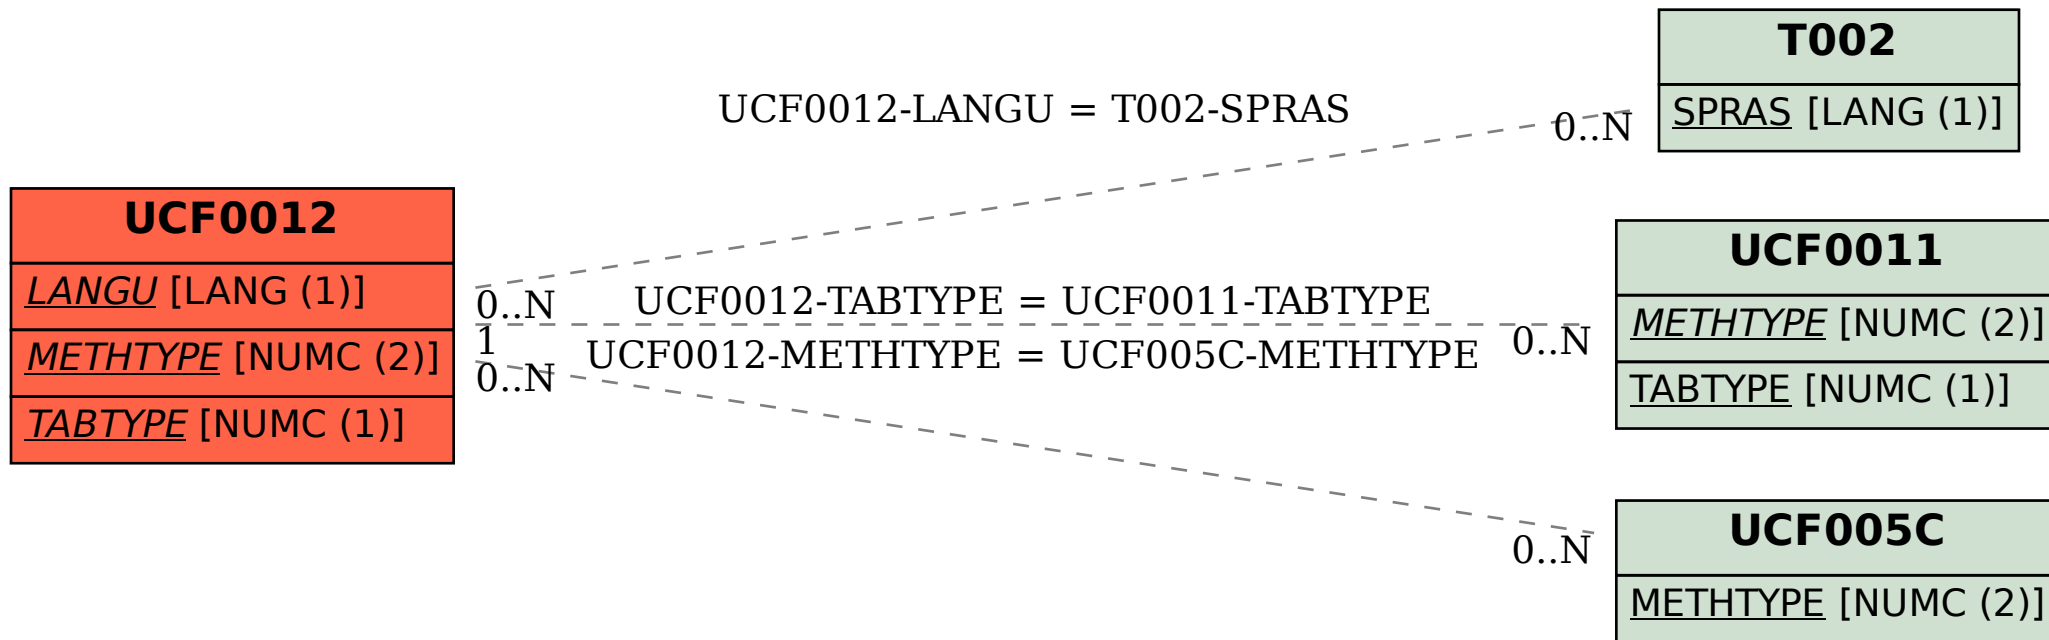 T002
SPRAS [LANG (1)]
UCF0012-LANGU = T002-SPRAS
0..N
UCF0012
LANGU [LANG (1)]
METHTYPE [NUMC (2)]
TABTYPE [NUMC (1)]
0..N
UCF0012-TABTYPE = UCF0011-TABTYPE
1
0..N
UCF0012-METHTYPE = UCF005C-METHTYPE
0..N
UCF0011
METHTYPE [NUMC (2)]
TABTYPE [NUMC (1)]
0..N
UCF005C
METHTYPE [NUMC (2)]